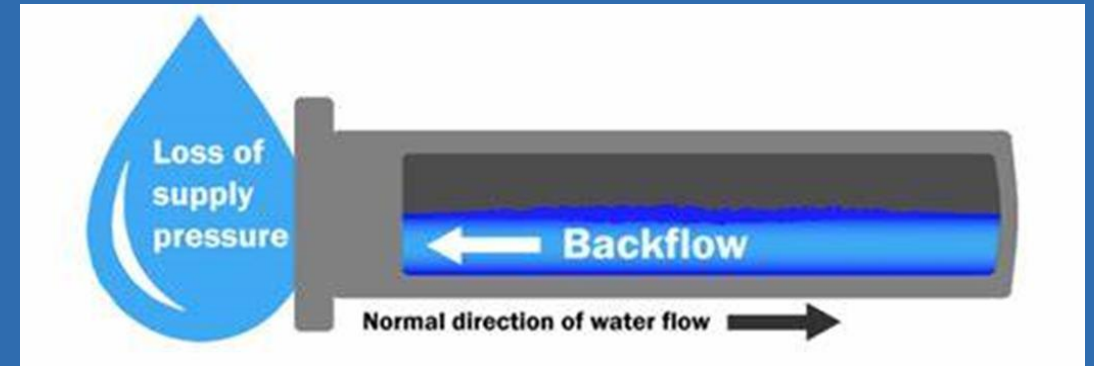 Loss of
supply
pressure
Backflow
Normal direction of water flow